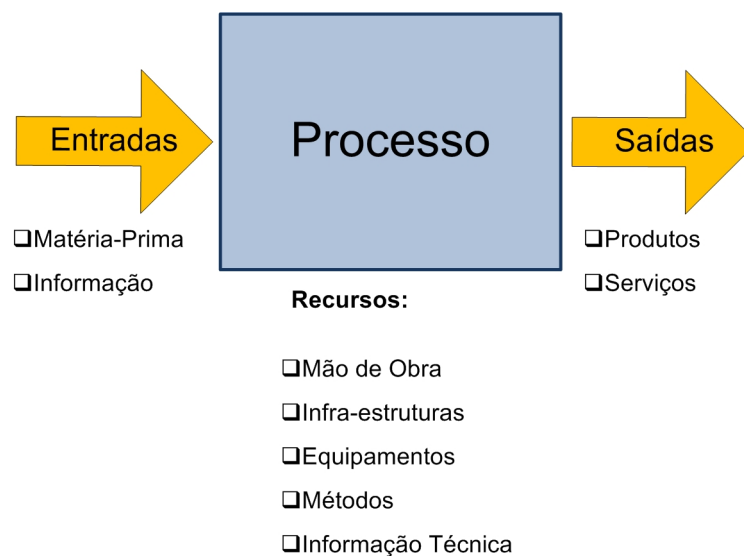 Entradas
Processo
Saídas
❑Matéria-Prima
❑Informação
❑Produtos
❑Serviços
Recursos:
❑Mão de Obra
❑Infra-estruturas
❑Equipamentos
❑Métodos
❑Informação Técnica